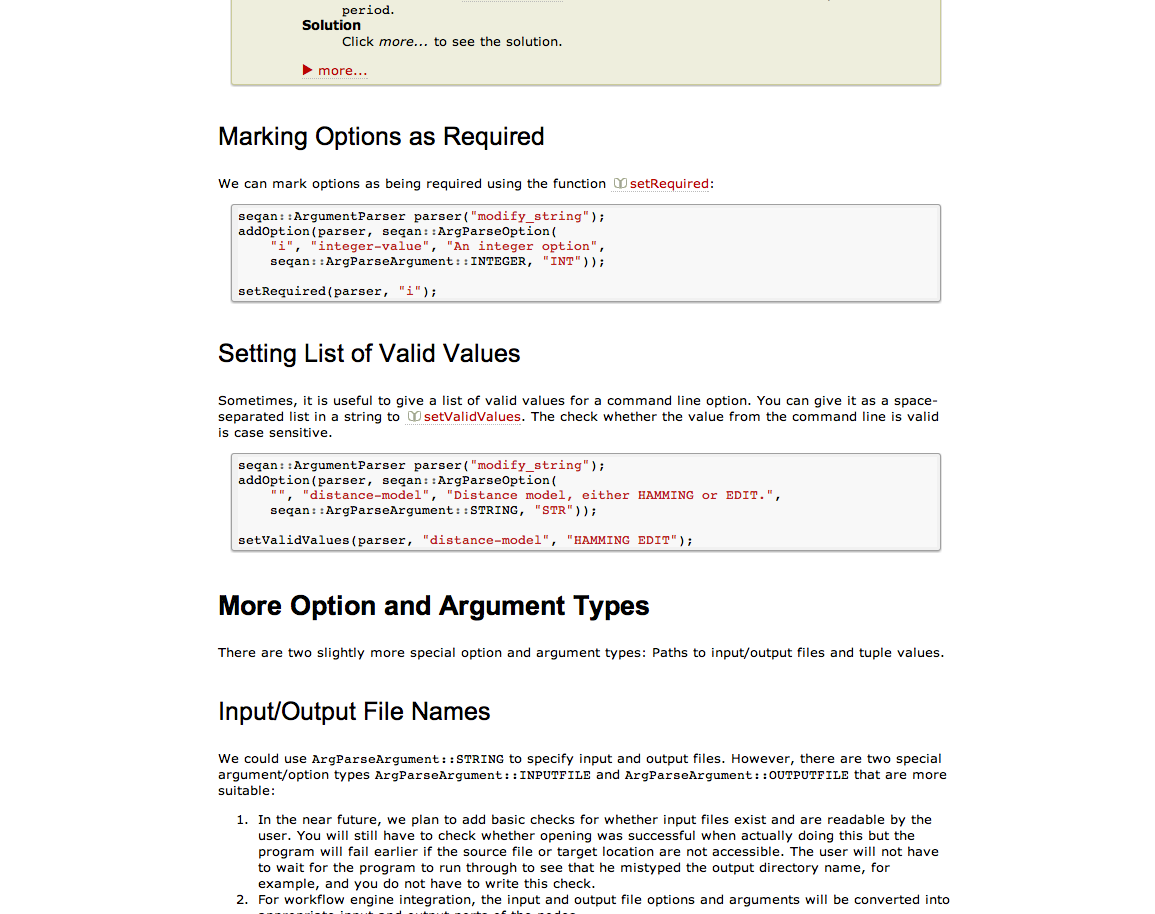 period.
Solution
Click more... to see the solution.
▶ more...
Marking Options as Required
We can mark options as being required using the function setRequired:
seqan::ArgumentParser parser("modify_string");
addOption(parser, seqan::ArgParseOption(
    "i", "integer-value", "An integer option",
    seqan::ArgParseArgument::INTEGER, "INT"));
setRequired(parser, "i");
Setting List of Valid Values
Sometimes, it is useful to give a list of valid values for a command line option. You can give it as a space-
separated list in a string to setValidValues. The check whether the value from the command line is valid
is case sensitive.
seqan::ArgumentParser parser("modify_string");
addOption(parser, seqan::ArgParseOption(
    "", "distance-model", "Distance model, either HAMMING or EDIT.",
    seqan::ArgParseArgument::STRING, "STR"));
setValidValues(parser, "distance-model", "HAMMING EDIT");
More Option and Argument Types
There are two slightly more special option and argument types: Paths to input/output files and tuple values.
Input/Output File Names
We could use ArgParseArgument::STRING to specify input and output files. However, there are two special
argument/option types ArgParseArgument::INPUTFILE and ArgParseArgument::OUTPUTFILE that are more
suitable:
1. In the near future, we plan to add basic checks for whether input files exist and are readable by the
user. You will still have to check whether opening was successful when actually doing this but the
program will fail earlier if the source file or target location are not accessible. The user will not have
to wait for the program to run through to see that he mistyped the output directory name, for
example, and you do not have to write this check.
2. For workflow engine integration, the input and output file options and arguments will be converted into
appropriate input and output ports of the nodes.